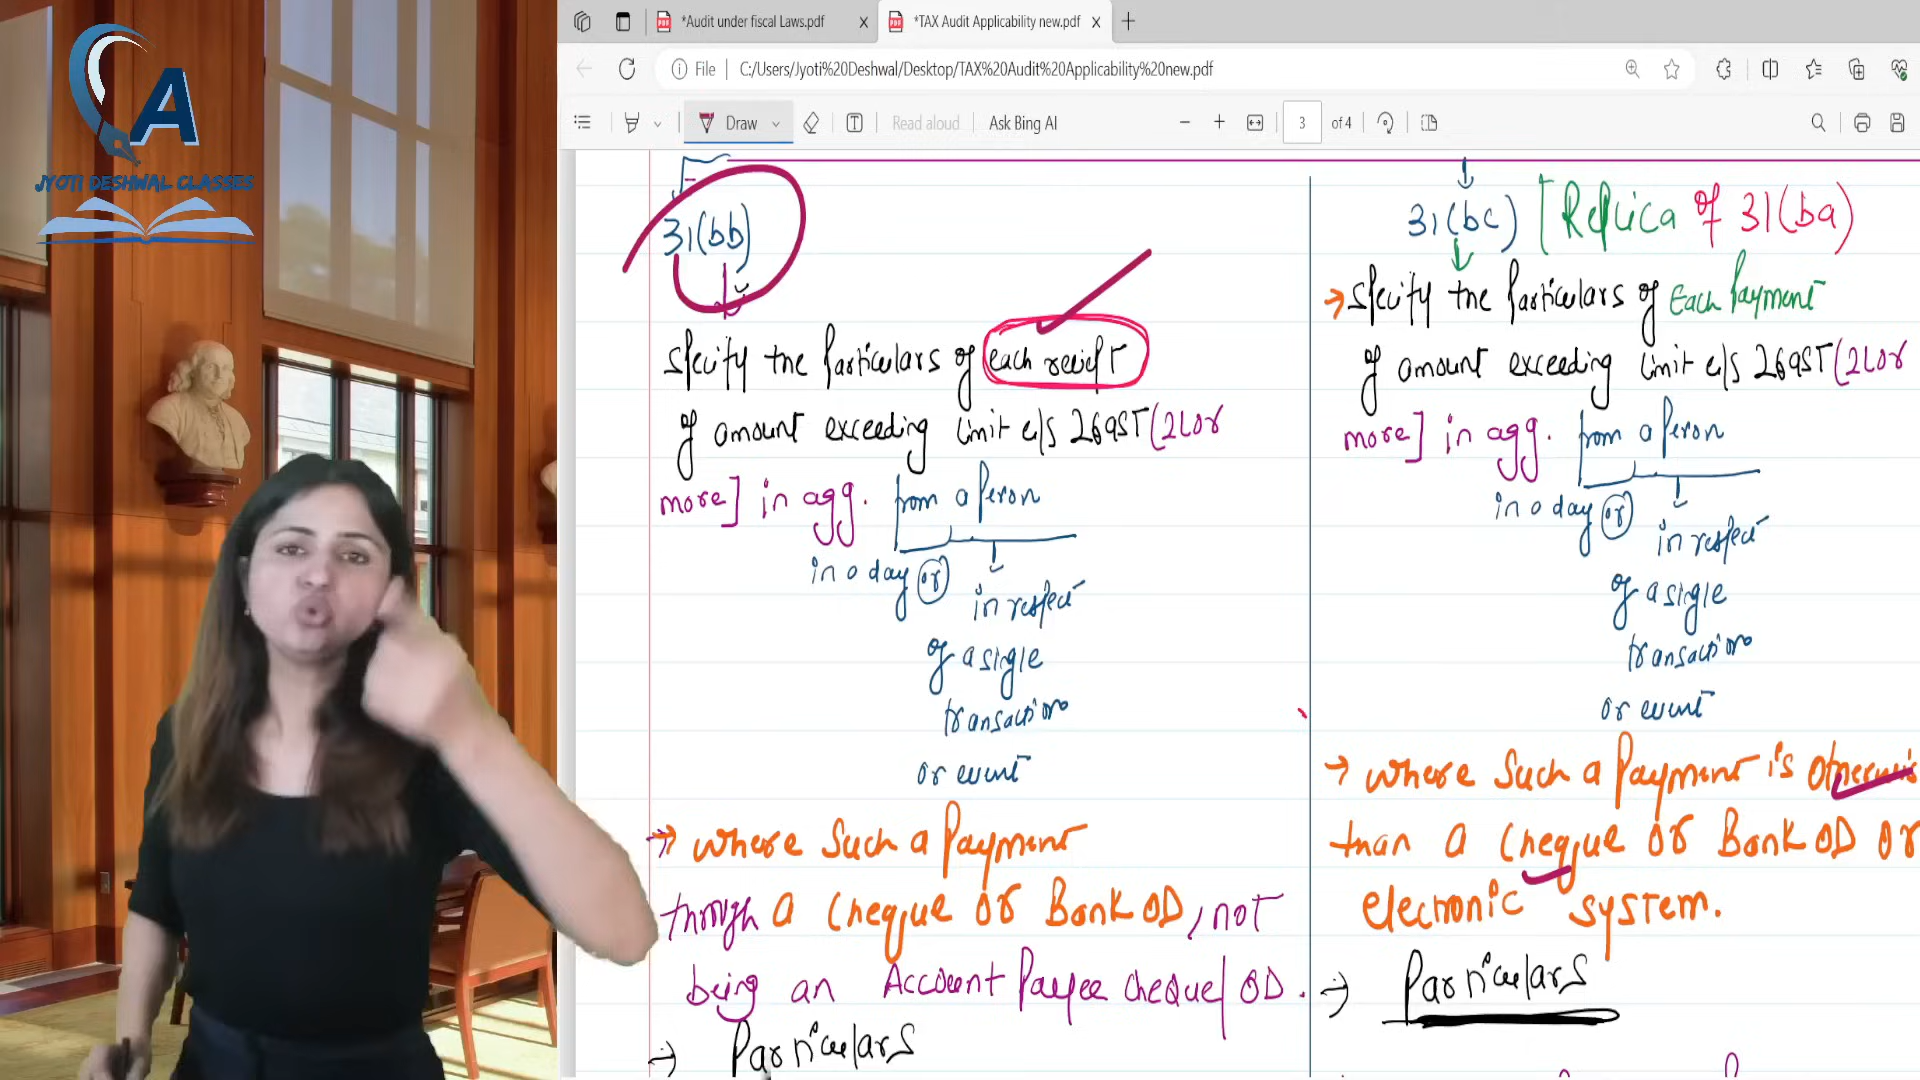 A
JYOTI DESHWAL CLASSES
*Audit under fiscal Laws.pdf
*TAX Audit Applicability new.pdf
File
C:/Users/Jyoti%20Deshwal/Desktop/TAX%20Audit%20Applicability%20new.pdf
Draw
Read aloud
Ask Bing AI
3
of 4
31(bb)
Specify the Particulars of each receipt
of amount exceeding limit u/s 269ST (2L or
more] in agg. from a Person
in a day or
in respect
of a single
transaction
or event
→ where Such a Payment
through a Cheque or Bank OD, not
being an Account Payee cheque/OD.
→ Particulars
31(bc) [Replica of 31(ba)
→ Specify the Particulars of Each Payment
of amount exceeding limit u/s 269ST (2L or
more] in agg. from a Person
in a day or
in respect
of a single
transaction
or event
→ where Such a Payment is
than a Cheque or Bank OD or
electronic system.
→ Particulars